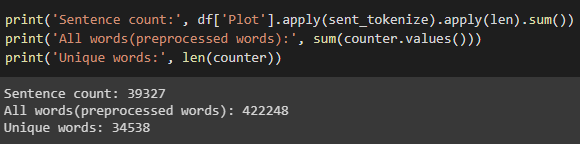 print('Sentence count:', df['Plot'].apply(sent_tokenize).apply(len).sum())
print('All words(preprocessed words):', sum(counter.values()))
print('Unique words:', len(counter))
Sentence count: 39327
All words(preprocessed words): 422248
Unique words: 34538